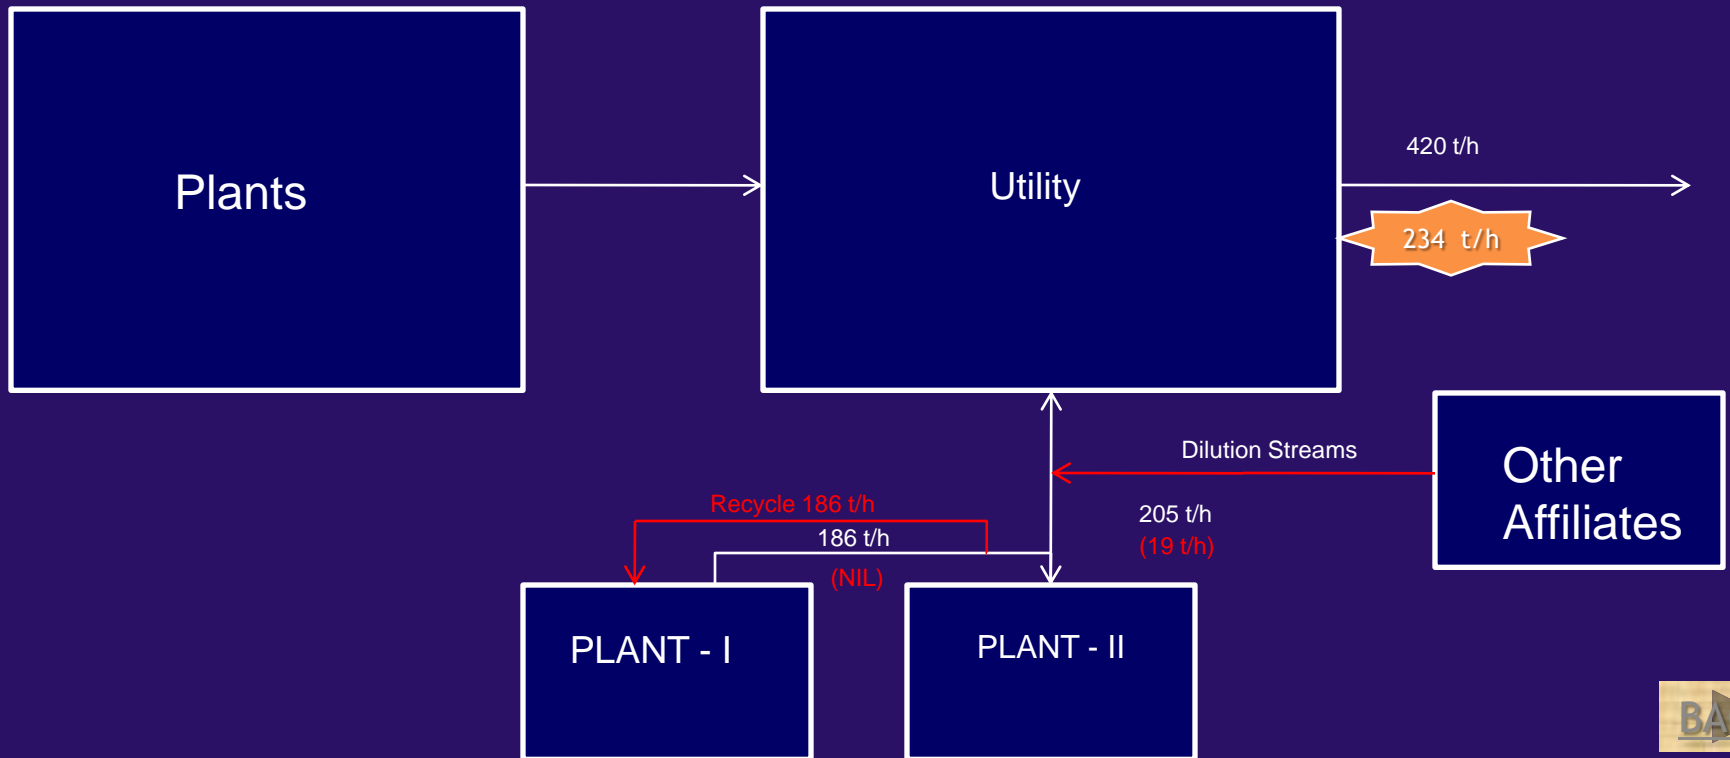 Plants
Utility
420 t/h
234 t/h
Dilution Streams
Other
Affiliates
Recycle 186 t/h
186 t/h
(NIL)
205 t/h
(19 t/h)
PLANT - I
PLANT - II